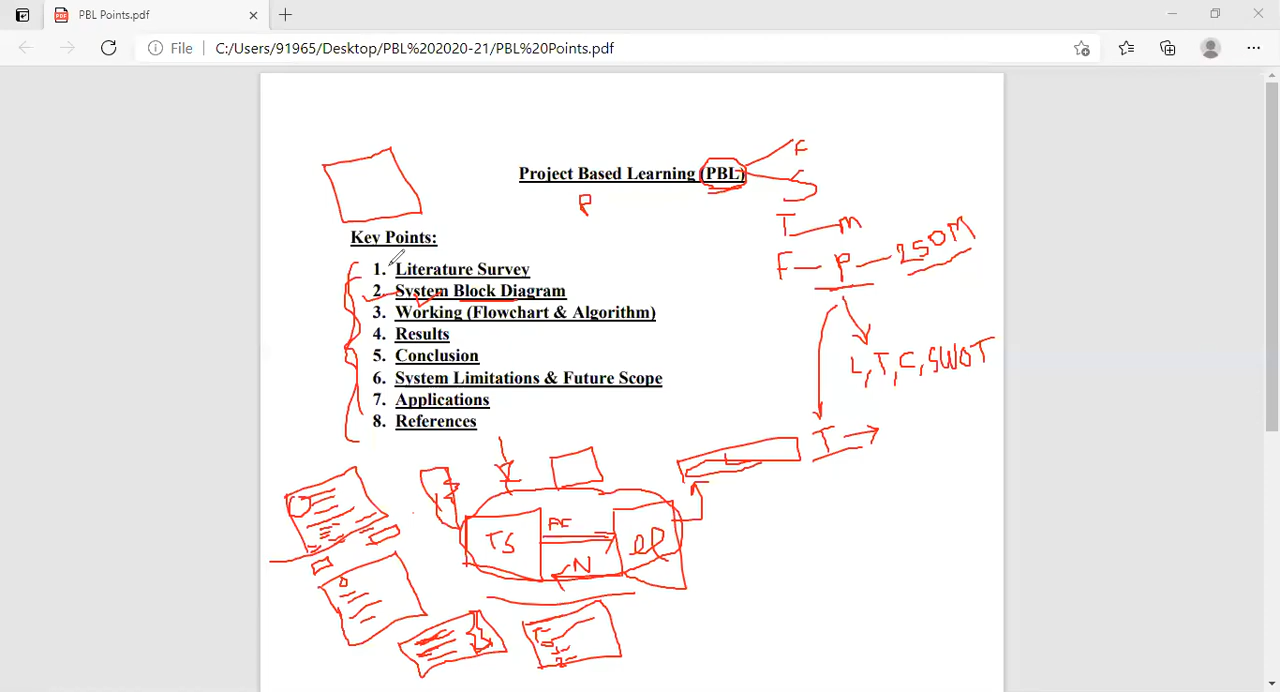 PBL Points.pdf
File
C:/Users/91965/Desktop/PBL%202020-21/PBL%20Points.pdf
Project Based Learning (PBL)
F
S
P
T m
F - P - 250M
Key Points:
1. Literature Survey
2. System Block Diagram
3. Working (Flowchart & Algorithm)
4. Results
5. Conclusion
6. System Limitations & Future Scope
7. Applications
8. References
L, T, C, SWOT
T
I
TS
N